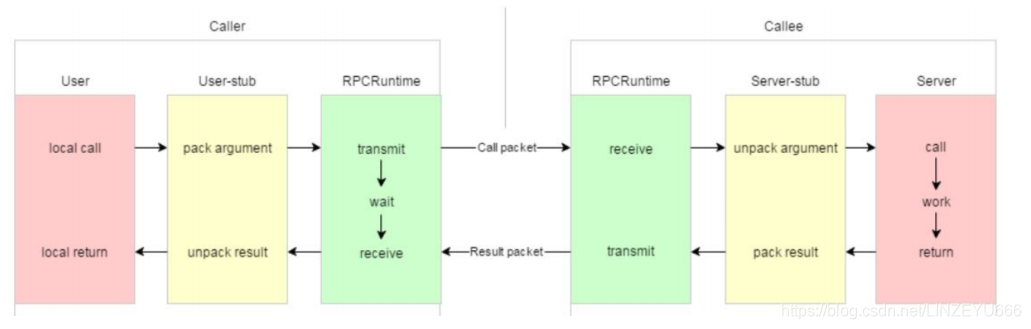 Caller
Callee
User
User-stub
RPCRuntime
RPCRuntime
Server-stub
Server
local call
pack argument
transmit
Call packet
receive
unpack argument
call
wait
work
local return
unpack result
receive
Result packet
transmit
pack result
return
https://blog.csdn.net/LINZEYU666